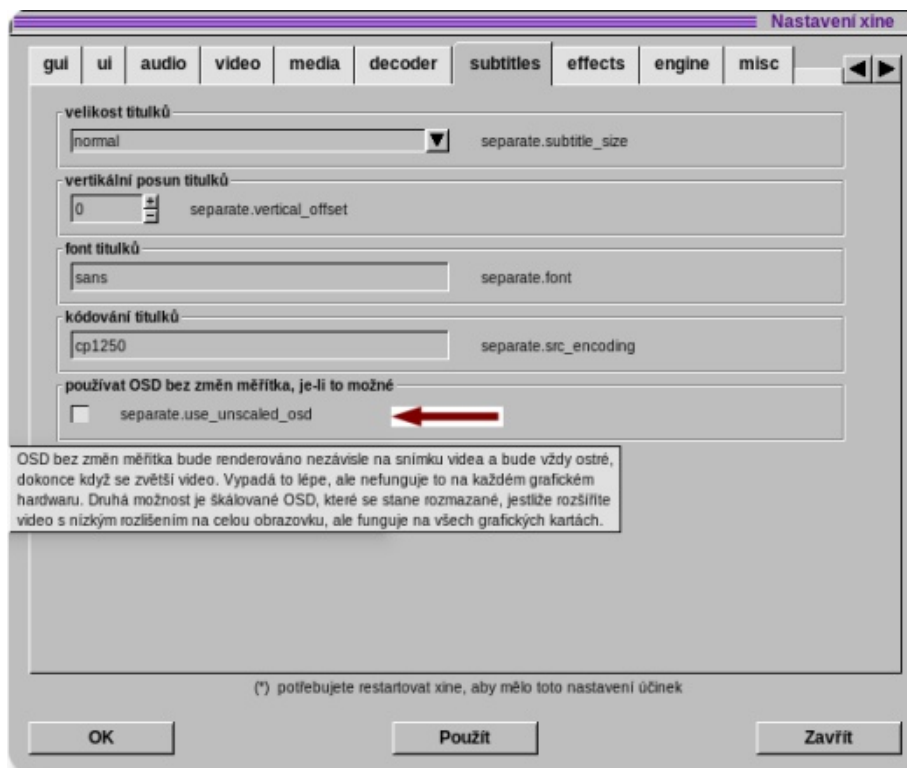 Nastavení xine
gui ui audio video media decoder subtitles effects engine misc
velikost titulků
normal separate.subtitle_size
vertikální posun titulků
0 separate.vertical_offset
font titulků
sans separate.font
kódování titulků
cp1250 separate.src_encoding
používat OSD bez změn měřítka, je-li to možné
separate.use_unscaled_osd
OSD bez změn měřítka bude renderováno nezávisle na snímku videa a bude vždy ostré,
dokonce když se zvětší video. Vypadá to lépe, ale nefunguje to na každém grafickém
hardwaru. Druhá možnost je škálované OSD, které se stane rozmazané, jestliže rozšíříte
video s nízkým rozlišením na celou obrazovku, ale funguje na všech grafických kartách.
(*) potřebujete restartovat xine, aby mělo toto nastavení účinek
OK Použít Zavřít